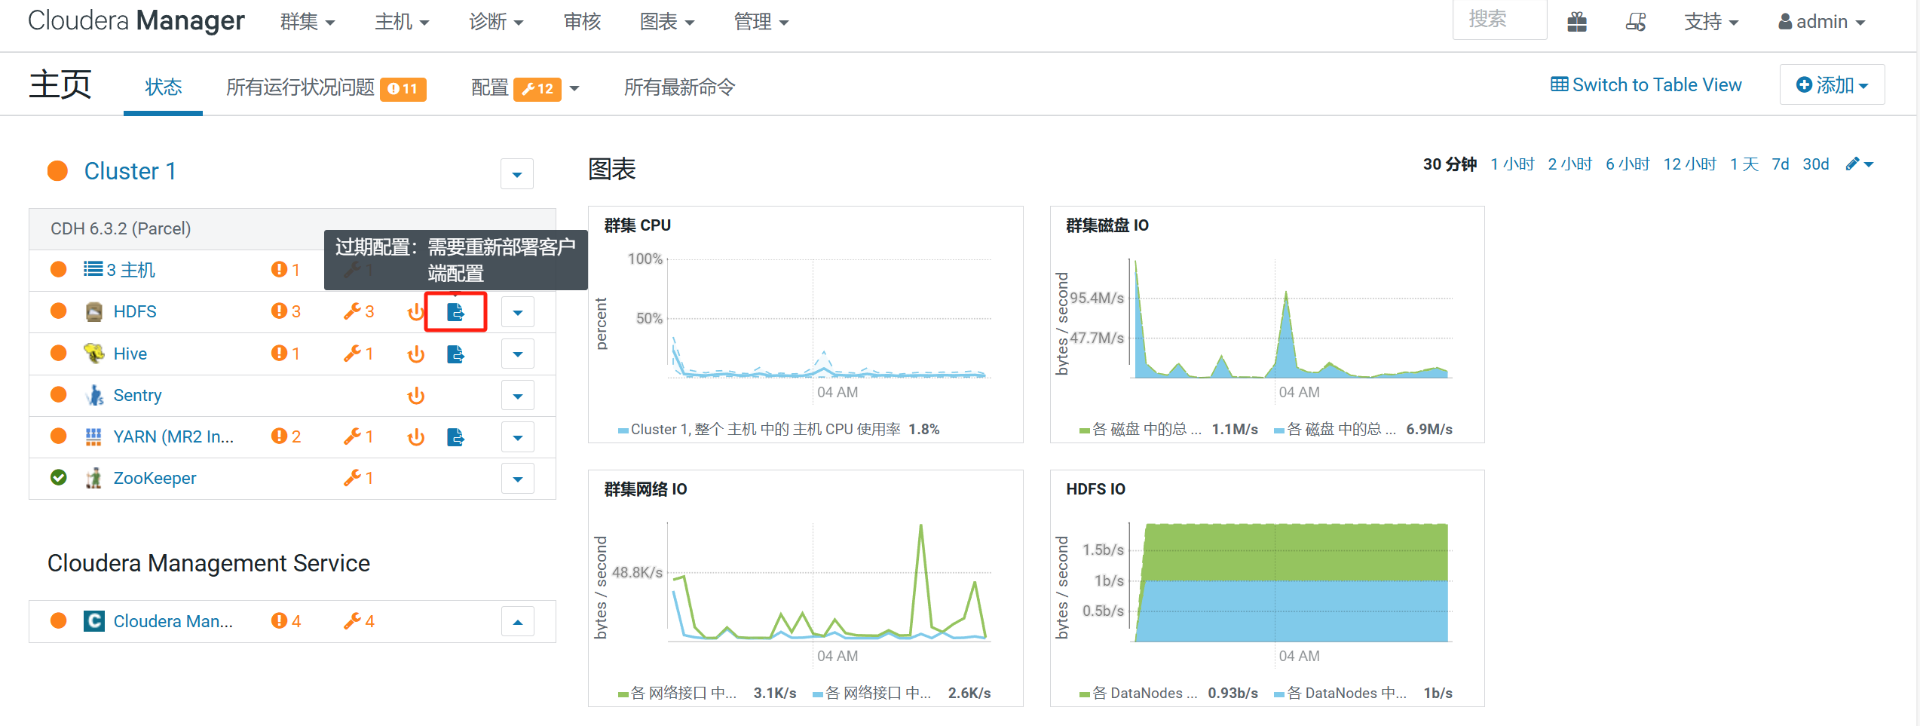 Cloudera Manager 群集 主机 诊断 审核 图表 管理 搜索 支持 admin
主页 状态 所有运行状况问题 11 配置 12 所有最新命令 Switch to Table View 添加
Cluster 1
CDH 6.3.2 (Parcel)
过期配置：需要重新部署客户
端配置
3 主机 1 1
HDFS 3 3
Hive 1 1
Sentry
YARN (MR2 In... 2 1
ZooKeeper 1
Cloudera Management Service
Cloudera Man... 4 4
图表 30 分钟 1 小时 2 小时 6 小时 12 小时 1 天 7d 30d
群集 CPU
percent
100%
50%
04 AM
Cluster 1, 整个 主机 中的 主机 CPU 使用率 1.8%
群集磁盘 IO
bytes / second
95.4M/s
47.7M/s
04 AM
各 磁盘 中的总 ... 1.1M/s 各 磁盘 中的总 ... 6.9M/s
群集网络 IO
bytes / second
48.8K/s
04 AM
各 网络接口 中... 3.1K/s 各 网络接口 中... 2.6K/s
HDFS IO
bytes / second
1.5b/s
1b/s
0.5b/s
04 AM
各 DataNodes ... 0.93b/s 各 DataNodes 中... 1b/s